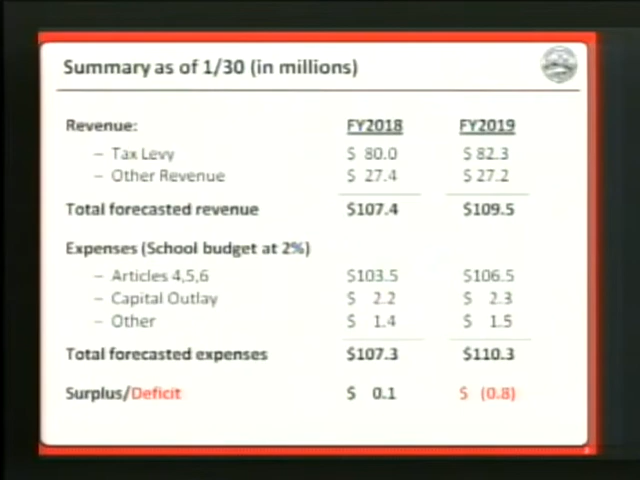 Summary as of 1/30 (in millions)
Revenue: FY2018 FY2019
– Tax Levy $ 80.0 $ 82.3
– Other Revenue $ 27.4 $ 27.2
Total forecasted revenue $107.4 $109.5
Expenses (School budget at 2%)
– Articles 4,5,6 $103.5 $106.5
– Capital Outlay $ 2.2 $ 2.3
– Other $ 1.4 $ 1.5
Total forecasted expenses $107.3 $110.3
Surplus/Deficit $ 0.1 $ (0.8)